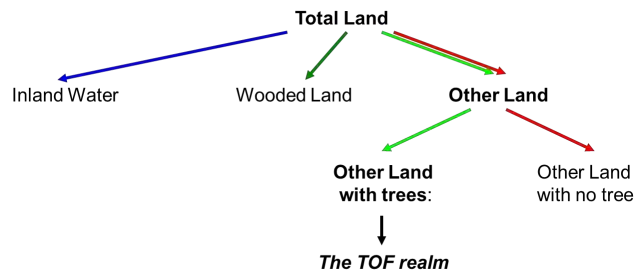 Total Land
Inland Water
Wooded Land
Other Land
Other Land
with trees:
Other Land
with no tree
The TOF realm